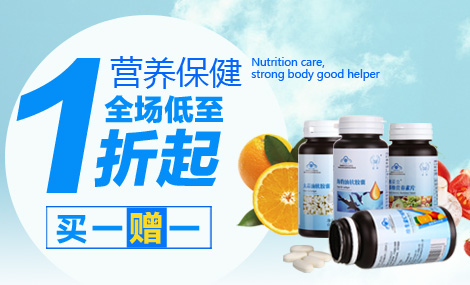 营养保健
Nutrition care,
strong body good helper
全场低至
1折起
买一赠一